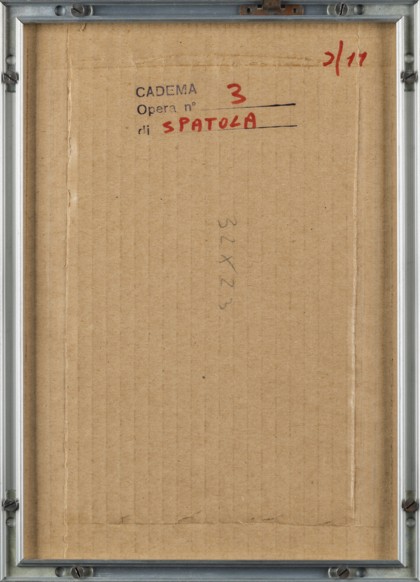 2/11
CADEMA
Opera n° 3
di SPATOLA
32X23